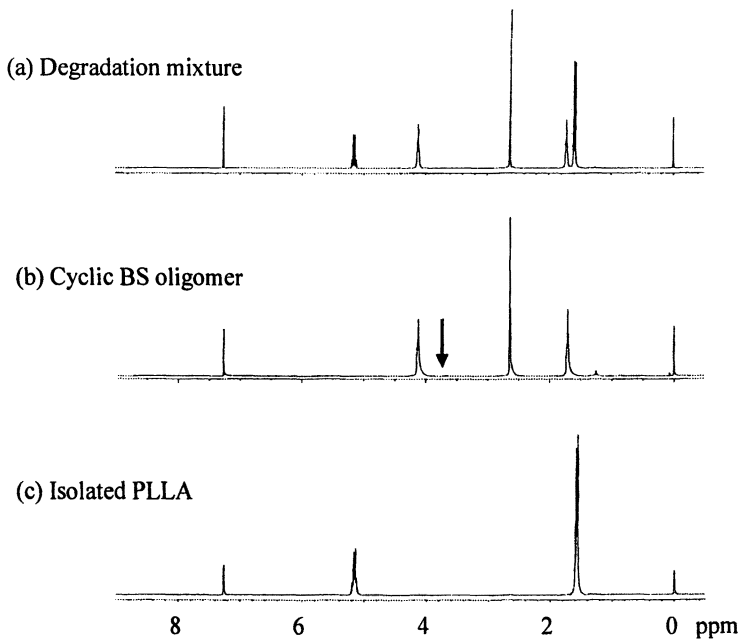 (a) Degradation mixture
(b) Cyclic BS oligomer
(c) Isolated PLLA
8 6 4 2 0 ppm